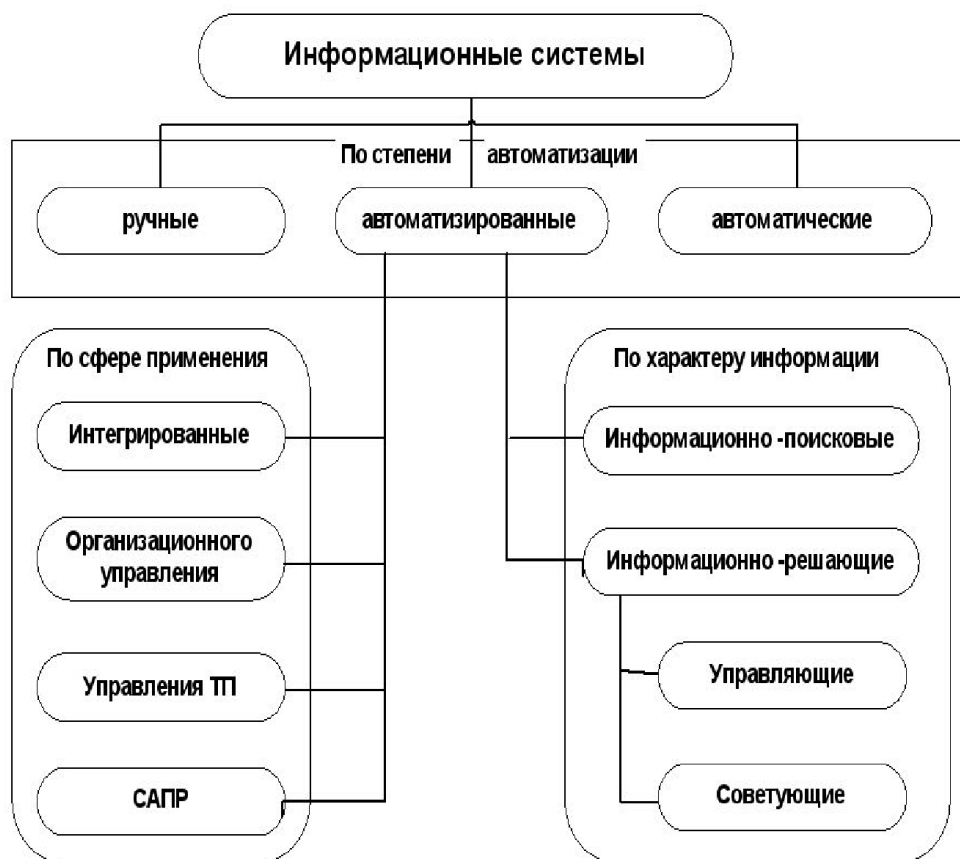 Информационные системы
По степени автоматизации
ручные
автоматизированные
автоматические
По сфере применения
Интегрированные
Организационного
управления
Управления ТП
САПР
По характеру информации
Информационно -поисковые
Информационно -решающие
Управляющие
Советующие